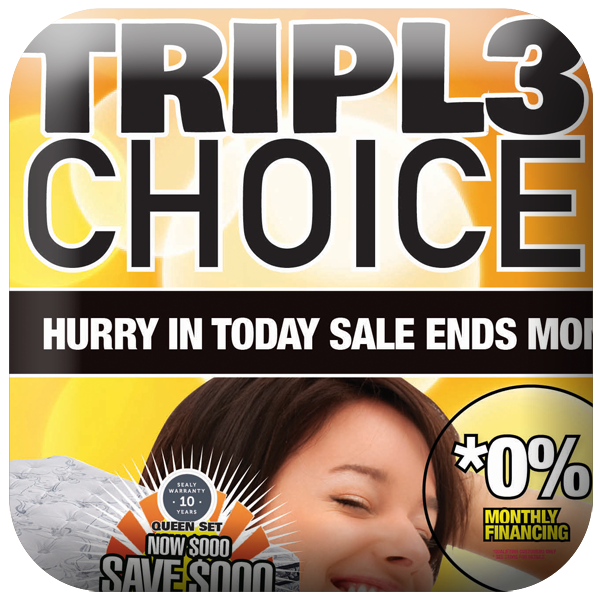 TRIPL3
CHOICE
HURRY IN TODAY SALE ENDS MON
*0%
MONTHLY
FINANCING
SEALY
WARRANTY
· 10 ·
YEARS
QUEEN SET
NOW $000
SAVE $000